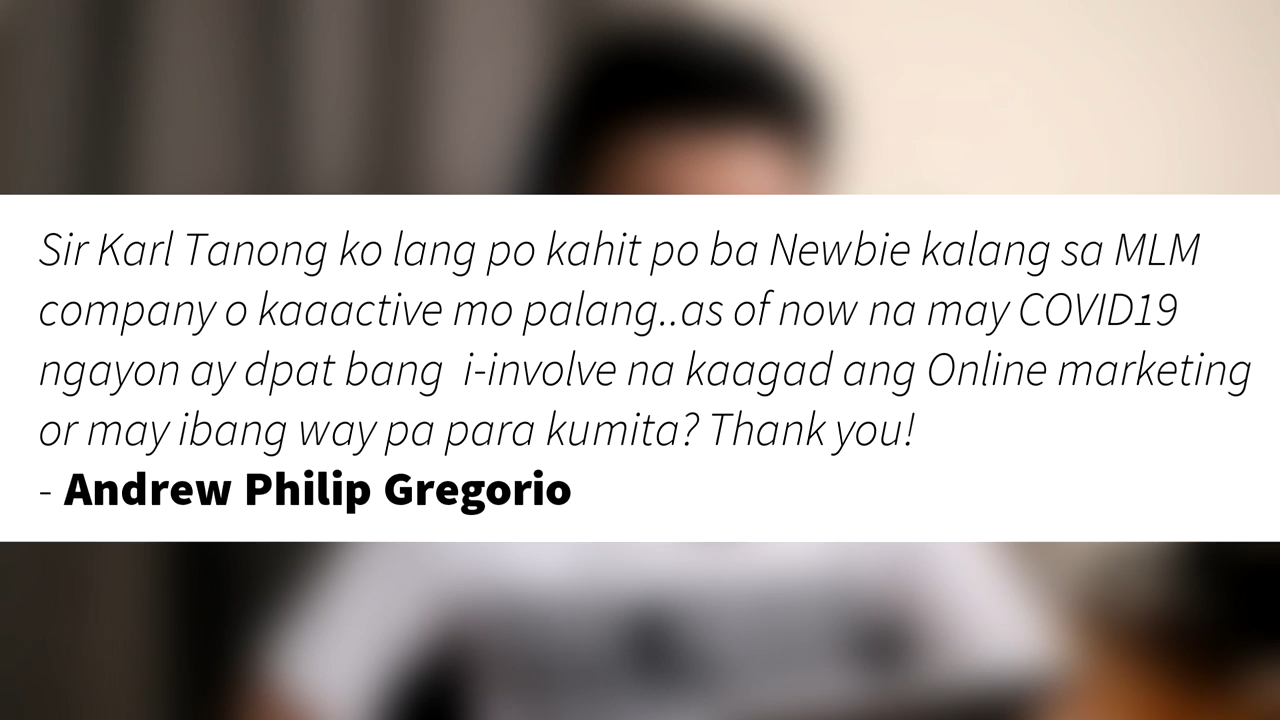 Sir Karl Tanong ko lang po kahit po ba Newbie kalang sa MLM
company o kaaactive mo palang..as of now na may COVID19
ngayon ay dpat bang  i-involve na kaagad ang Online marketing
or may ibang way pa para kumita? Thank you!
- Andrew Philip Gregorio